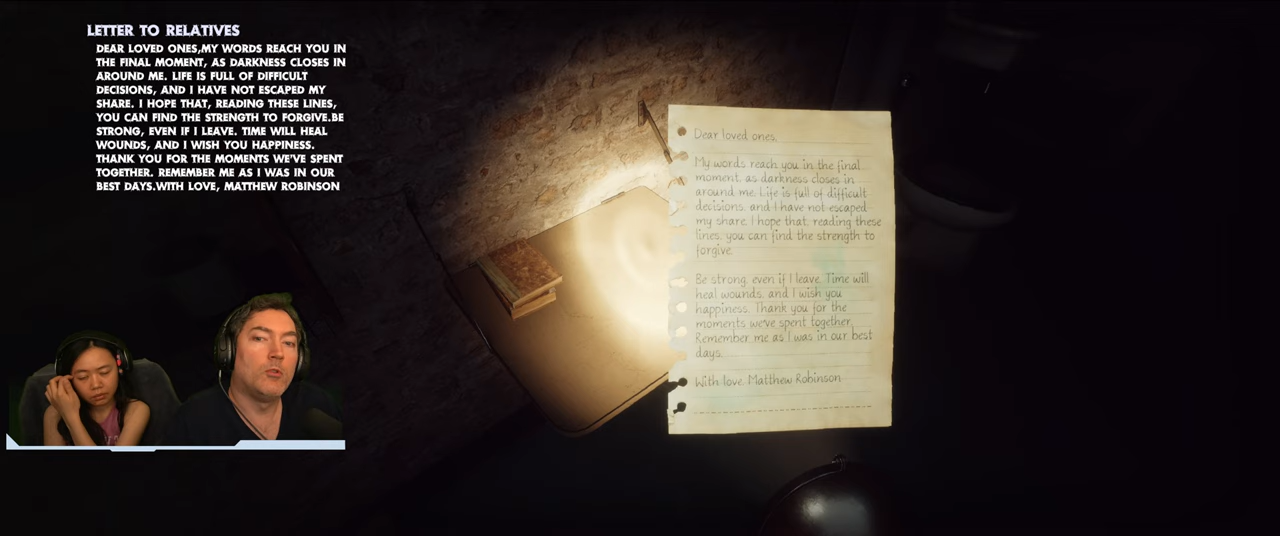 LETTER TO RELATIVES
DEAR LOVED ONES,MY WORDS REACH YOU IN
THE FINAL MOMENT, AS DARKNESS CLOSES IN
AROUND ME. LIFE IS FULL OF DIFFICULT
DECISIONS, AND I HAVE NOT ESCAPED MY
SHARE. I HOPE THAT, READING THESE LINES,
YOU CAN FIND THE STRENGTH TO FORGIVE.BE
STRONG, EVEN IF I LEAVE. TIME WILL HEAL
WOUNDS, AND I WISH YOU HAPPINESS.
THANK YOU FOR THE MOMENTS WE'VE SPENT
TOGETHER. REMEMBER ME AS I WAS IN OUR
BEST DAYS.WITH LOVE, MATTHEW ROBINSON
Dear loved ones,
My words reach you in the final
moment, as darkness closes in
around me. Life is full of difficult
decisions, and I have not escaped
my share. I hope that, reading these
lines, you can find the strength to
forgive.
Be strong, even if I leave. Time will
heal wounds, and I wish you
happiness. Thank you for the
moments we've spent together.
Remember me as I was in our best
days.
With love, Matthew Robinson